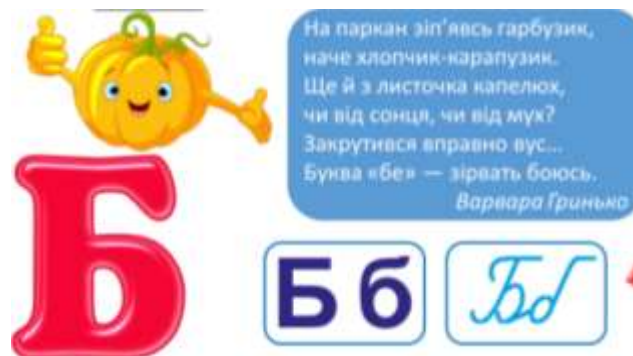 На паркан зіп'явсь гарбузик,
наче хлопчик-карапузик.
Ще й з листочка капелюх,
чи від сонця, чи від мух?
Закрутився вправно вус...
Буква «бе» — зірвать боюсь.
Варвара Гринько
Б
Б б
Бб